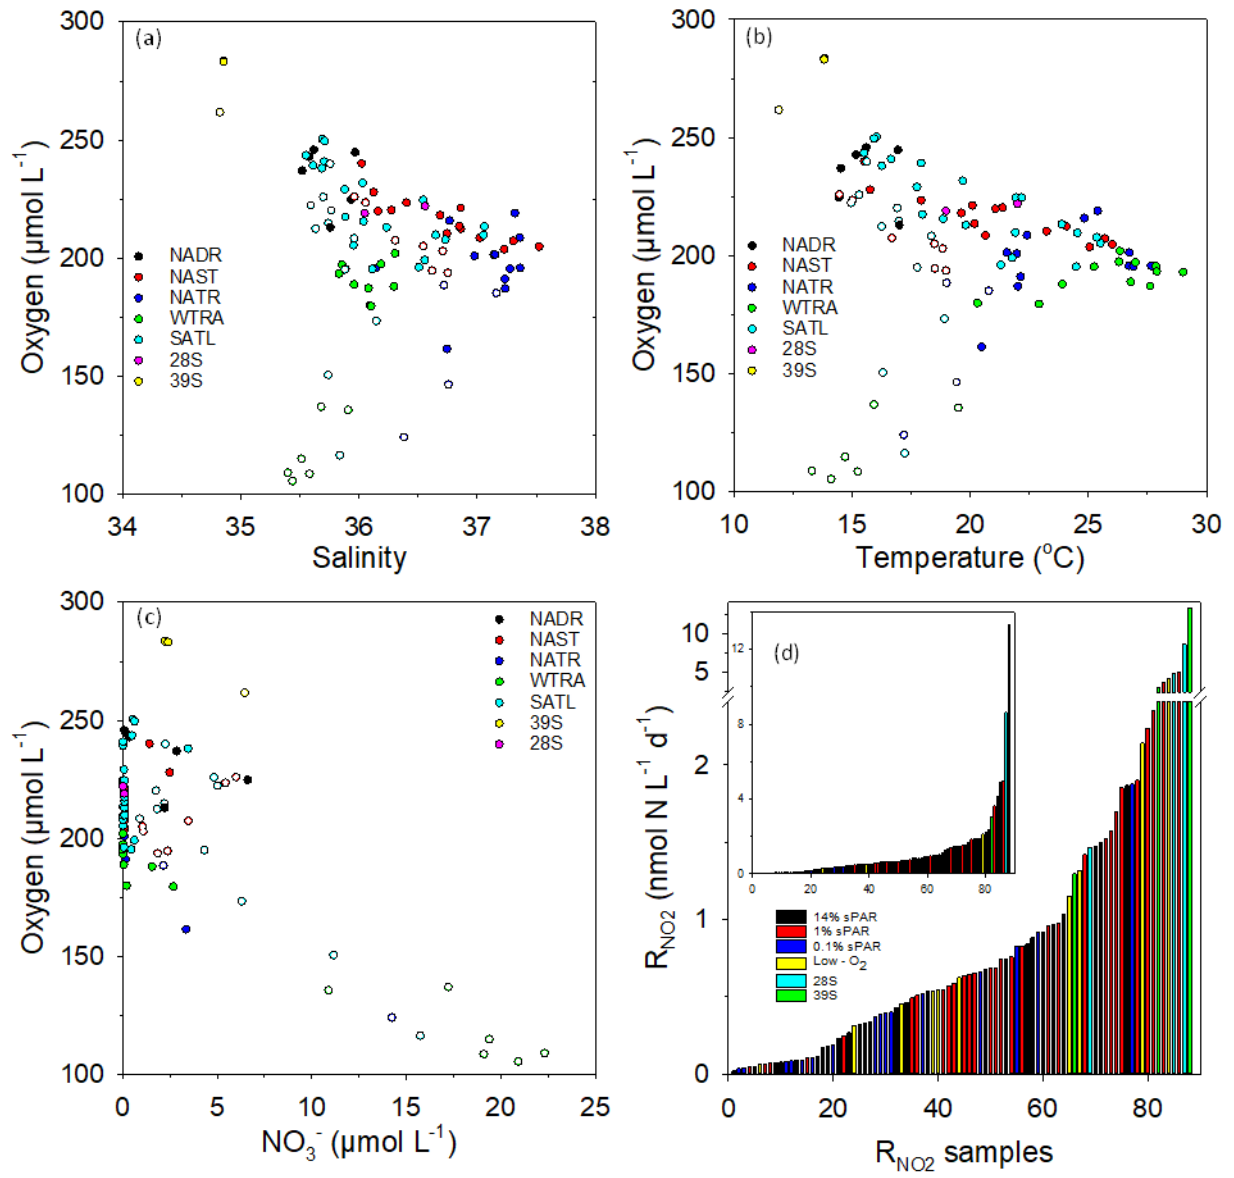 (a)
300
250
200
150
100
Oxygen (µmol L⁻¹)
NADR
NAST
NATR
WTRA
SATL
28S
39S
34 35 36 37 38
Salinity
(b)
300
250
200
150
100
Oxygen (µmol L⁻¹)
NADR
NAST
NATR
WTRA
SATL
28S
39S
10 15 20 25 30
Temperature (°C)
(c)
300
250
200
150
100
Oxygen (µmol L⁻¹)
NADR
NAST
NATR
WTRA
SATL
39S
28S
0 5 10 15 20 25
NO₃⁻ (µmol L⁻¹)
(d)
10
5
2
1
0
R_NO2 (nmol N L⁻¹ d⁻¹)
12
8
4
0
0 20 40 60 80
14% sPAR
1% sPAR
0.1% sPAR
Low - O₂
28S
39S
0 20 40 60 80
R_NO2 samples